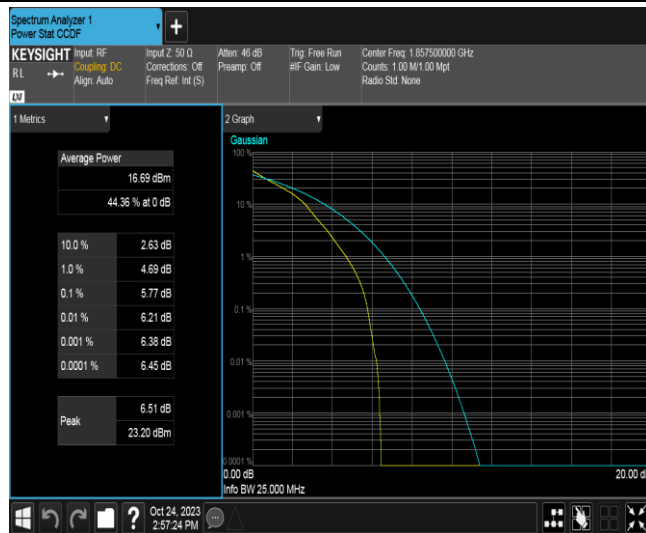 Spectrum Analyzer 1
Power Stat CCDF
KEYSIGHT
RL
Input: RF
Coupling: DC
Align: Auto
Input Z: 50 Ω
Corrections: Off
Freq Ref: Int (S)
Atten: 46 dB
Preamp: Off
Trig: Free Run
#IF Gain: Low
Center Freq: 1.857500000 GHz
Counts: 1.00 M/1.00 Mpt
Radio Std: None
1 Metrics
Average Power
16.69 dBm
44.36 % at 0 dB
10.0 % 2.63 dB
1.0 % 4.69 dB
0.1 % 5.77 dB
0.01 % 6.21 dB
0.001 % 6.38 dB
0.0001 % 6.45 dB
Peak
6.51 dB
23.20 dBm
2 Graph
Gaussian
100 %
10 %
1 %
0.1 %
0.01 %
0.001 %
0.0001 %
0.00 dB
20.00 d
Info BW 25.000 MHz
Oct 24, 2023
2:57:24 PM